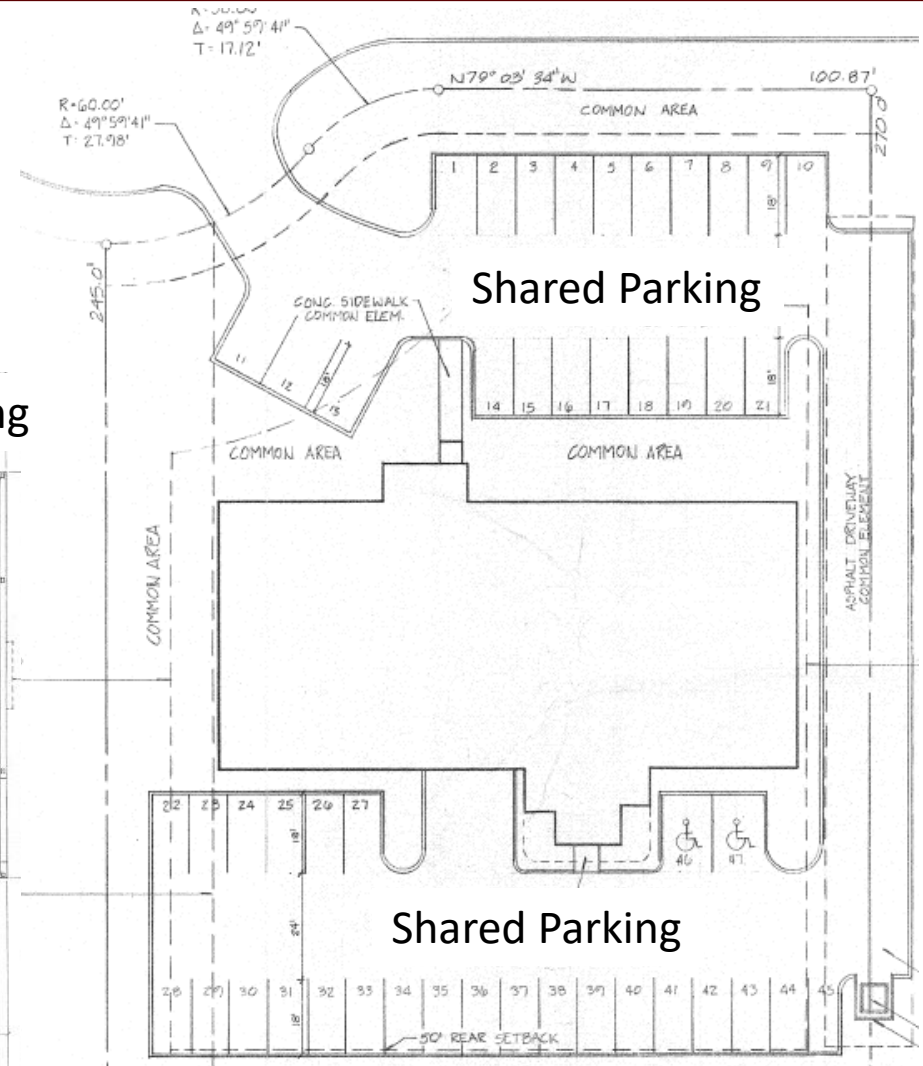 Δ= 49° 59' 41"
T= 17.12'
N79° 03' 34" W
100.87'
R=60.00'
Δ= 49°59'41"
T= 27.98'
COMMON AREA
270.0'
1 2 3 4 5 6 7 8 9 10
18'
245.0'
Shared Parking
CONC. SIDEWALK
COMMON ELEM.
11
12
18'
13
18'
14 15 16 17 18 19 20 21
ng
COMMON AREA
COMMON AREA
COMMON AREA
ASPHALT DRIVEWAY
COMMON ELEMENT
22 23 24 25 26 27
18'
46 47
24'
Shared Parking
28 29 30 31 32 33 34 35 36 37 38 39 40 41 42 43 44 45
18'
50' REAR SETBACK